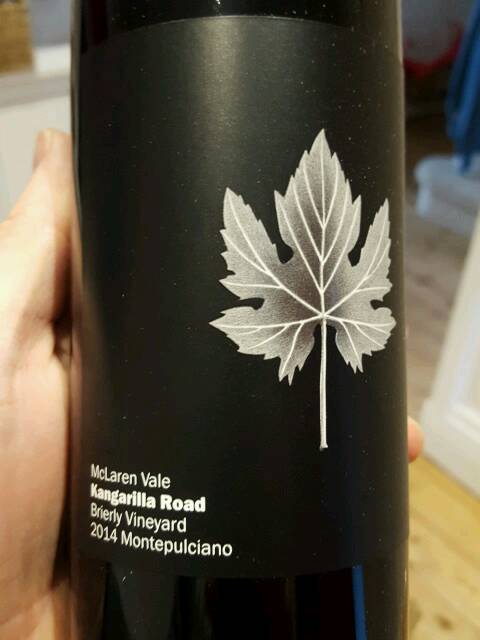 McLaren Vale
Kangarilla Road
Brierly Vineyard
2014 Montepulciano